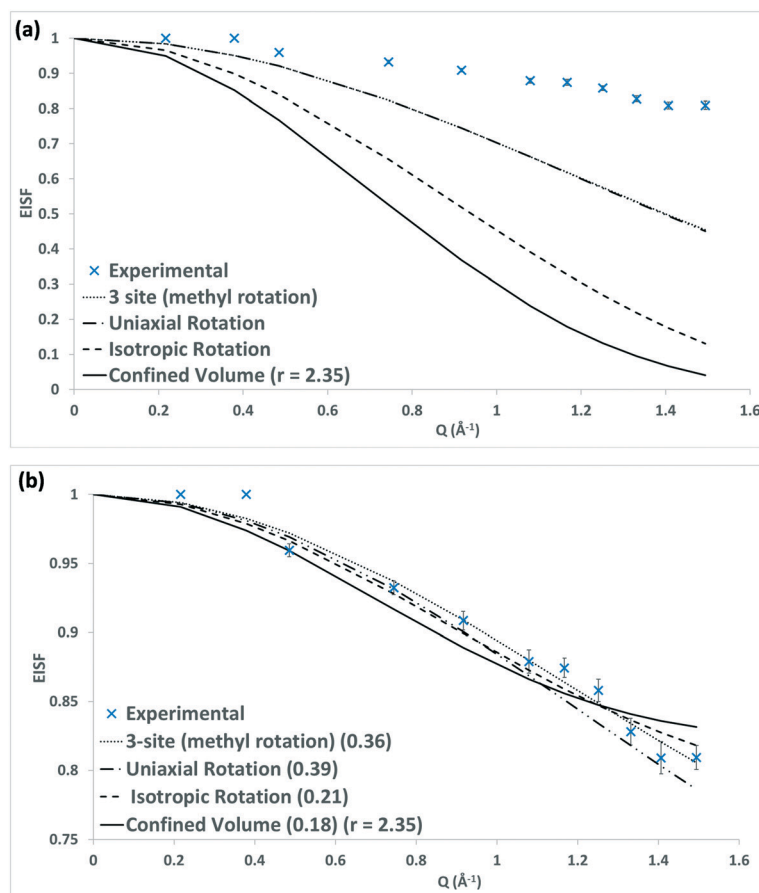 (a)
1
0.9
0.8
0.7
0.6
0.5
0.4
0.3
0.2
0.1
0
EISF
Experimental
3 site (methyl rotation)
Uniaxial Rotation
Isotropic Rotation
Confined Volume (r = 2.35)
0 0.2 0.4 0.6 0.8 1 1.2 1.4 1.6
Q (Å-1)
(b)
1
0.95
0.9
0.85
0.8
0.75
EISF
Experimental
3-site (methyl rotation) (0.36)
Uniaxial Rotation (0.39)
Isotropic Rotation (0.21)
Confined Volume (0.18) (r = 2.35)
0 0.2 0.4 0.6 0.8 1 1.2 1.4 1.6
Q (Å-1)